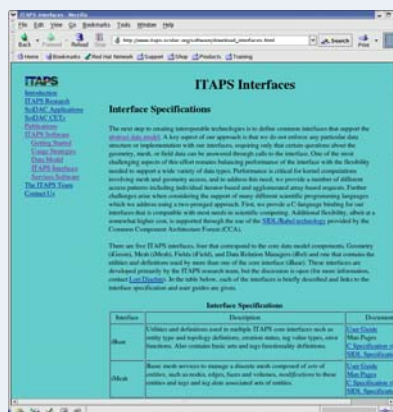 ITAPS Interfaces - Mozilla
File Edit View Go Bookmarks Tools Window Help
Back Forward Reload Stop http://www.itaps-scidac.org/software/download_interfaces.html Search Print
Home Bookmarks Red Hat Network Support Shop Products Training
ITAPS
Introduction
ITAPS Research
SciDAC Applications
SciDAC CETs
Publications
ITAPS Software
Getting Started
Usage Strategies
Data Model
ITAPS Interfaces
Services Software
The ITAPS Team
Contact Us
ITAPS Interfaces
Interface Specifications
The next step to creating interoperable technologies is to define common interfaces that support the
abstract data model. A key aspect of our approach is that we do not enforce any particular data
structure or implementation with our interfaces, requiring only that certain questions about the
geometry, mesh, or field data can be answered through calls to the interface. One of the most
challenging aspects of this effort remains balancing performance of the interface with the flexibility
needed to support a wide variety of data types. Performance is critical for kernel computations
involving mesh and geometry access, and to address this need, we provide a number of different
access patterns including individual iterator-based and agglomerated array-based requests. Further
challenges arise when considering the support of many different scientific programming languages
which we address using a two-pronged approach. First, we provide a C-language binding for our
interfaces that is compatible with most needs in scientific computing. Additional flexibility, albeit at a
somewhat higher cost, is supported through the use of the SIDL/Babel technology provided by the
Common Component Architecture Forum (CCA).
There are five ITAPS interfaces, four that correspond to the core data model components, Geometry
(iGeom), Mesh (iMesh), Fields (iField), and Data Relation Managers (iRel) and one that contains the
utilities and definitions used by more than one of the core interface (iBase). These interfaces are
developed primarily by the ITAPS research team, but the discussion is open (for more information,
contact Lori Diachin). In the table below, each of the interfaces is briefly described and links to the
interface specification and user guides are given.
Interface Specifications
Interface Description Document
iBase
Utilities and definitions used in multiple ITAPS core interfaces such as
entity type and topology definitions, creation status, tag value types, error
functions. Also contains basic sets and tags functionality definitions.
User Guide
Man Pages
C Specification
SIDL Specification
iMesh
Basic mesh services to manage a discrete mesh composed of sets of
entities, such as nodes, edges, faces and volumes, modifications to these
entities and tags and tag data associated sets of entities.
User Guide
Man Pages
C Specification
SIDL Specification